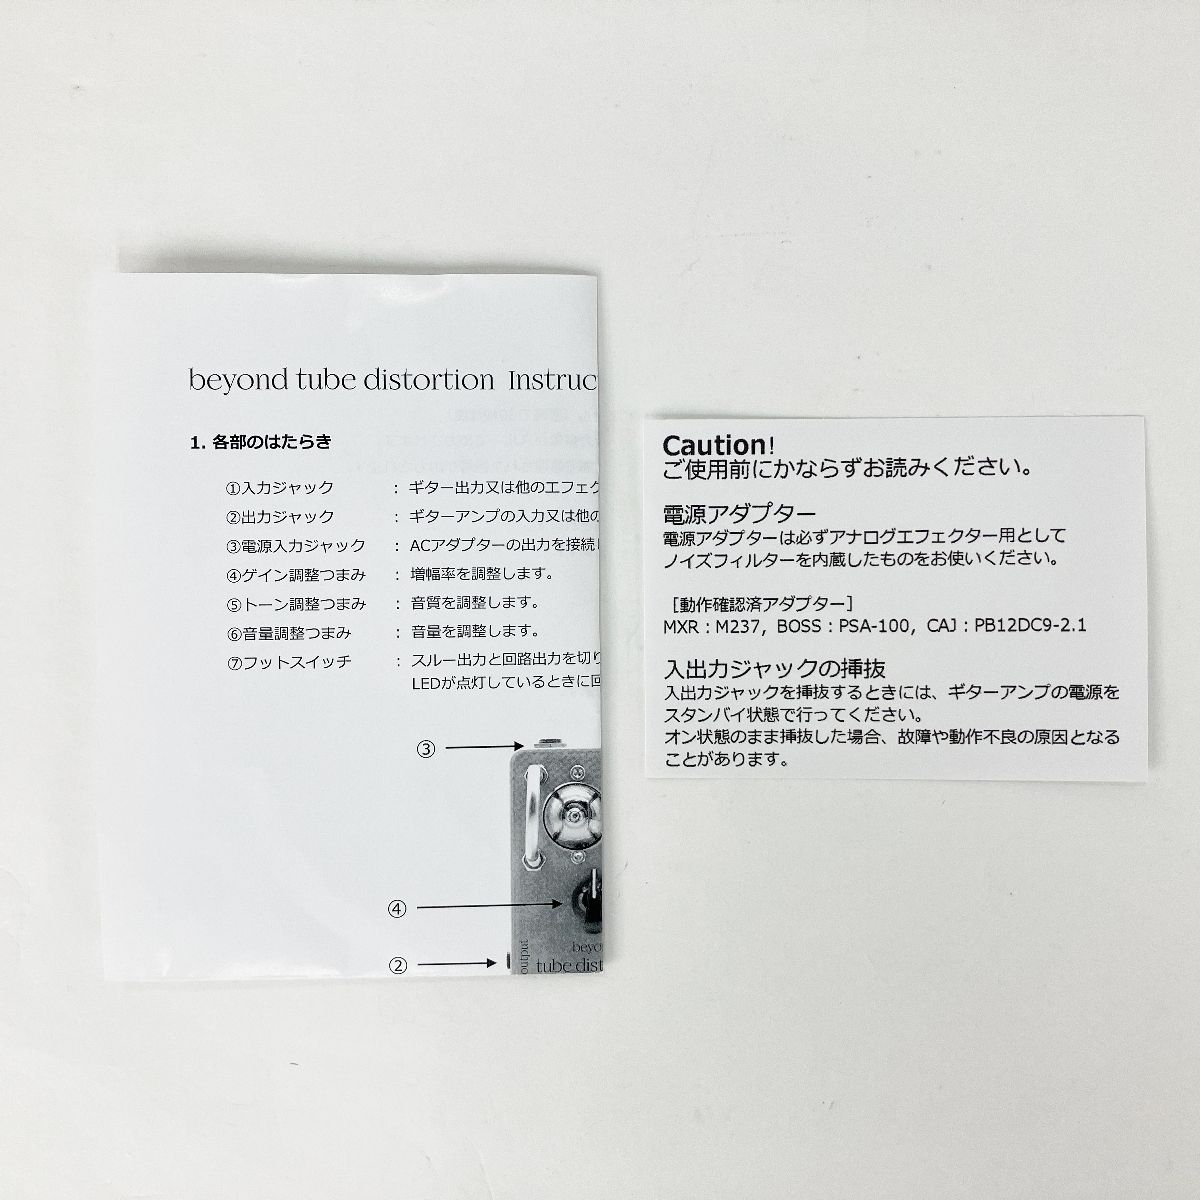 beyond tube distortion Instruc
1. 各部のはたらき
①入力ジャック : ギター出力又は他のエフェク
②出力ジャック : ギターアンプの入力又は他の
③電源入力ジャック : ACアダプターの出力を接続し
④ゲイン調整つまみ : 増幅率を調整します。
⑤トーン調整つまみ : 音質を調整します。
⑥音量調整つまみ : 音量を調整します。
⑦フットスイッチ : スルー出力と回路出力を切り
LEDが点灯しているときに回
③
④
②
output
beyo
tube dist
Caution!
ご使用前にかならずお読みください。
電源アダプター
電源アダプターは必ずアナログエフェクター用として
ノイズフィルターを内蔵したものをお使いください。
［動作確認済アダプター］
MXR：M237, BOSS：PSA-100, CAJ：PB12DC9-2.1
入出力ジャックの挿抜
入出力ジャックを挿抜するときには、ギターアンプの電源を
スタンバイ状態で行ってください。
オン状態のまま挿抜した場合、故障や動作不良の原因となる
ことがあります。